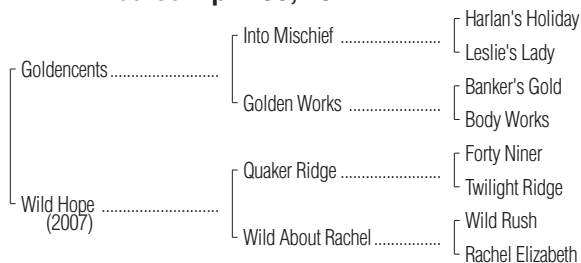 Harlan's Holiday
Into Mischief
Leslie's Lady
Goldencents
Banker's Gold
Golden Works
Body Works
Forty Niner
Quaker Ridge
Twilight Ridge
Wild Hope
(2007)
Wild Rush
Wild About Rachel
Rachel Elizabeth